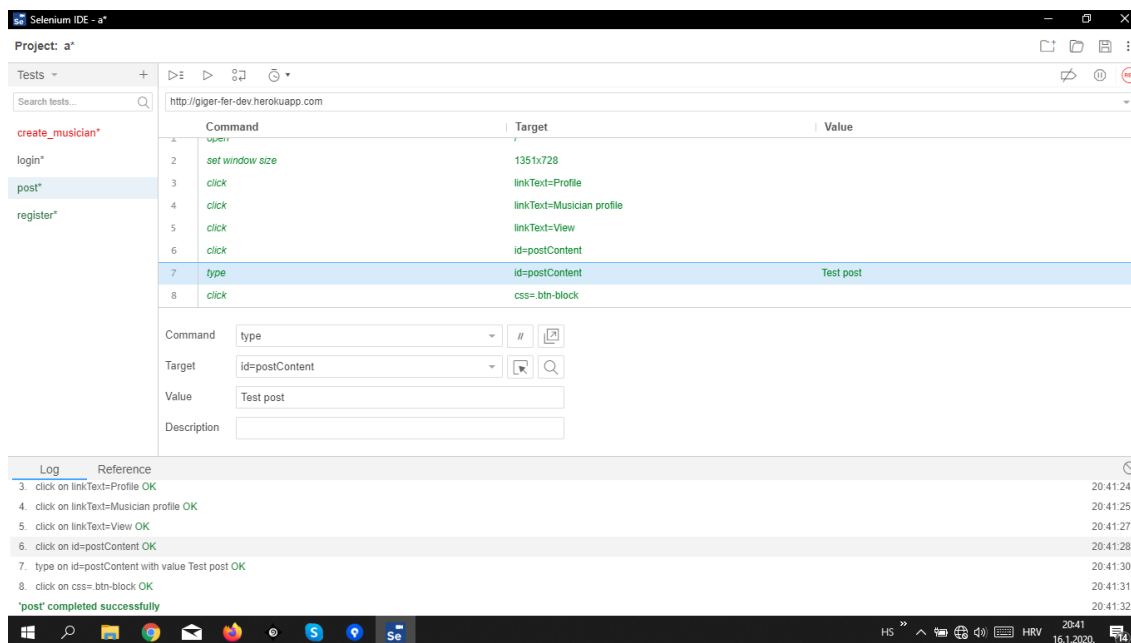 Selenium IDE - a*
Project: a*
Tests
Search tests...
http://giger-fer-dev.herokuapp.com
create_musician*
login*
post*
register*
Command Target Value
1 open /
2 set window size 1351x728
3 click linkText=Profile
4 click linkText=Musician profile
5 click linkText=View
6 click id=postContent
7 type id=postContent Test post
8 click css=.btn-block
Command type //
Target id=postContent
Value Test post
Description
Log Reference
3. click on linkText=Profile OK 20:41:24
4. click on linkText=Musician profile OK 20:41:25
5. click on linkText=View OK 20:41:27
6. click on id=postContent OK 20:41:28
7. type on id=postContent with value Test post OK 20:41:30
8. click on css=.btn-block OK 20:41:31
'post' completed successfully 20:41:32
Se HS HRV 20:41
16.1.2020. 14